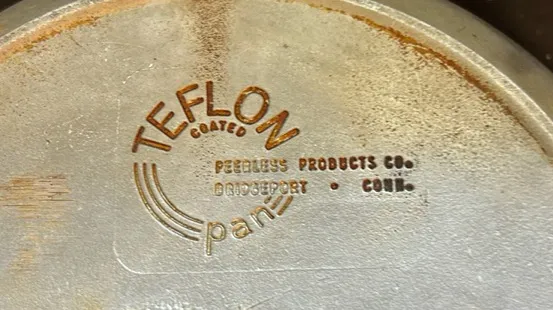 TEFLON
COATED
PEERLESS PRODUCTS CO.
BRIDGEPORT • CONN.
pan